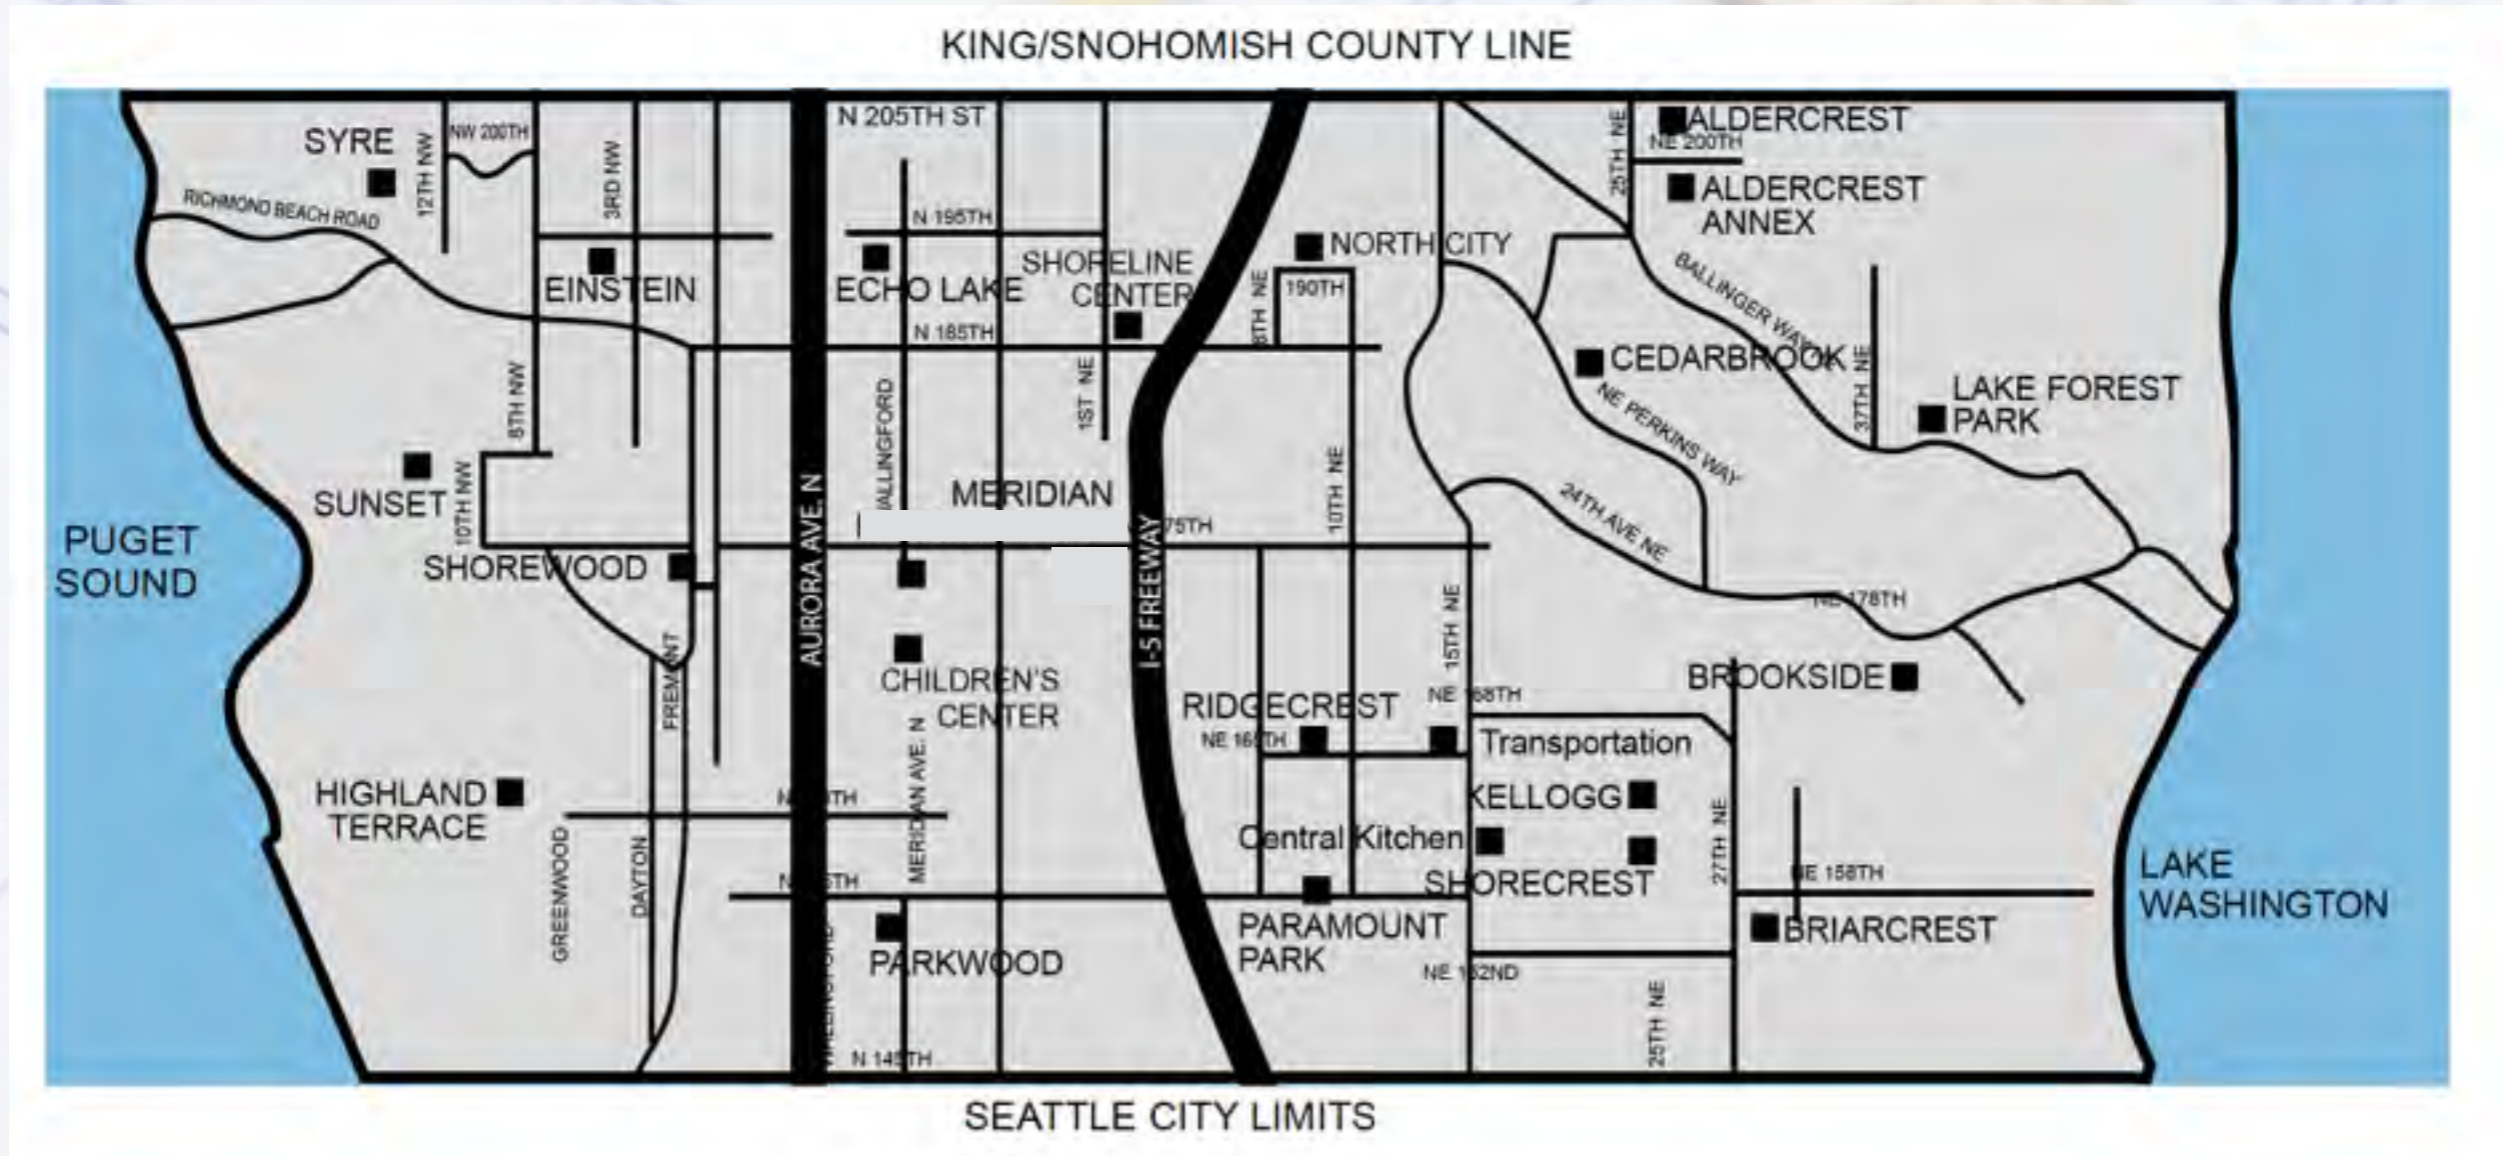 KING/SNOHOMISH COUNTY LINE
N 205TH ST
ALDERCREST
NW 200TH
SYRE
12TH NW
3RD NW
25TH NE
NE 200TH
ALDERCREST
ANNEX
RICHMOND BEACH ROAD
N 195TH
NORTH CITY
SHORELINE
CENTER
EINSTEIN
ECHO LAKE
8TH NE
190TH
BALLINGER WAY
N 185TH
CEDARBROOK
37TH NE
LAKE FOREST
PARK
8TH NW
1ST NE
NE PERKINS WAY
SUNSET
10TH NW
AURORA AVE. N
MERIDIAN
10TH NE
24TH AVE NE
75TH
PUGET
SOUND
SHOREWOOD
I-5 FREEWAY
15TH NE
NE 178TH
FREMONT
CHILDREN'S
CENTER
BROOKSIDE
RIDGECREST
NE 168TH
NE 165TH
Transportation
MERIDIAN AVE. N
HIGHLAND
TERRACE
KELLOGG
27TH NE
Central Kitchen
GREENWOOD
DAYTON
SHORECREST
NE 158TH
LAKE
WASHINGTON
PARAMOUNT
PARK
BRIARCREST
PARKWOOD
NE 152ND
25TH NE
N 145TH
SEATTLE CITY LIMITS